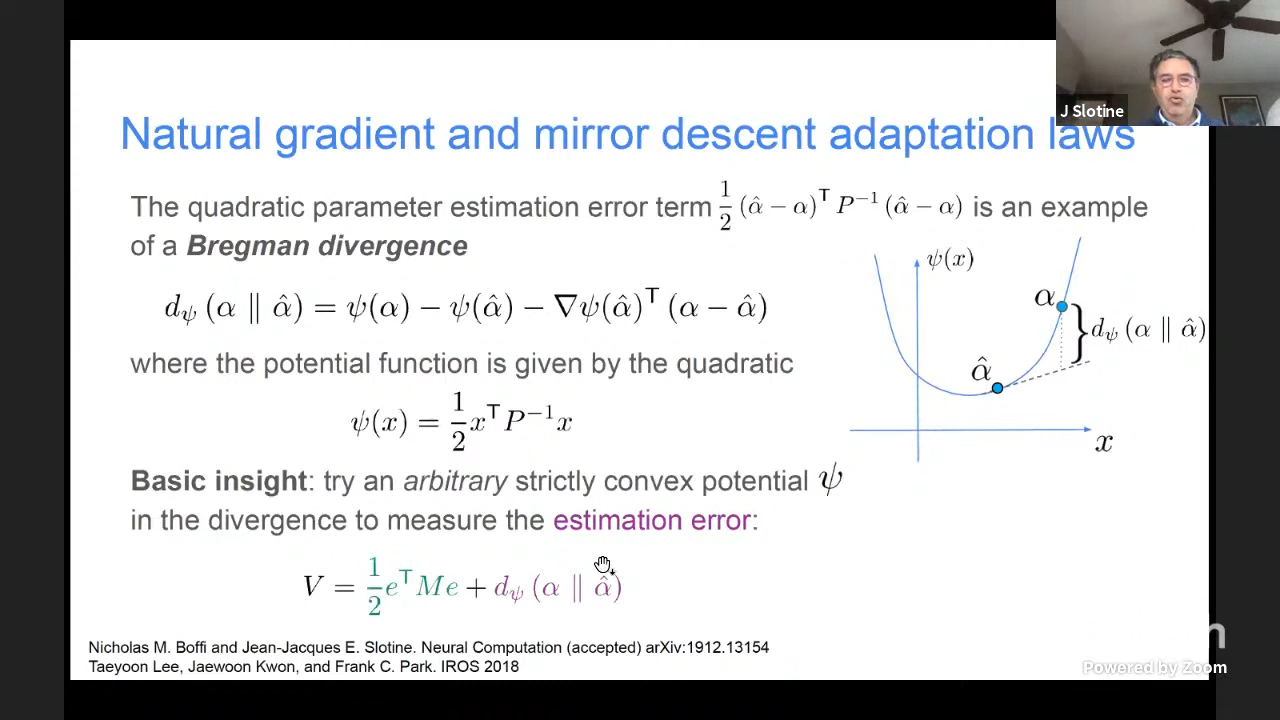 J Slotine
Natural gradient and mirror descent adaptation laws
The quadratic parameter estimation error term 1/2 (α̂ − α)ᵀ P⁻¹ (α̂ − α) is an example
of a Bregman divergence
ψ(x)
α
d_ψ (α ∥ α̂) = ψ(α) − ψ(α̂) − ∇ψ(α̂)ᵀ (α − α̂)
d_ψ (α ∥ α̂)
where the potential function is given by the quadratic
α̂
ψ(x) = 1/2 xᵀP⁻¹x
x
Basic insight: try an arbitrary strictly convex potential ψ
in the divergence to measure the estimation error:
V = 1/2 eᵀMe + d_ψ (α ∥ α̂)
Nicholas M. Boffi and Jean-Jacques E. Slotine. Neural Computation (accepted) arXiv:1912.13154
Taeyoon Lee, Jaewoon Kwon, and Frank C. Park. IROS 2018
Powered by Zoom